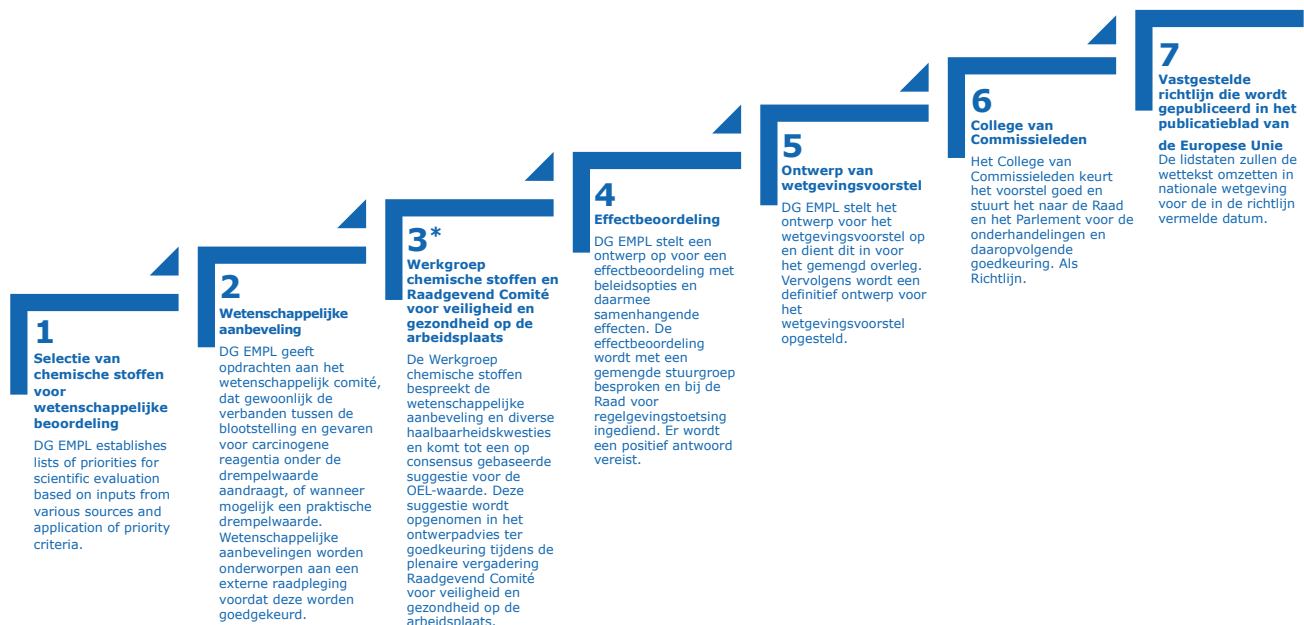 1
Selectie van
chemische stoffen
voor
wetenschappelijke
beoordeling
DG EMPL establishes
lists of priorities for
scientific evaluation
based on inputs from
various sources and
application of priority
criteria.
2
Wetenschappelijke
aanbeveling
DG EMPL geeft
opdrachten aan het
wetenschappelijk comité,
dat gewoonlijk de
verbanden tussen de
blootstelling en gevaren
voor carcinogene
reagentia onder de
drempelwaarde
aandraagt, of wanneer
mogelijk een praktische
drempelwaarde.
Wetenschappelijke
aanbevelingen worden
onderworpen aan een
externe raadpleging
voordat deze worden
goedgekeurd.
3*
Werkgroep
chemische stoffen en
Raadgevend Comité
voor veiligheid en
gezondheid op de
arbeidsplaats
De Werkgroep
chemische stoffen
bespreekt de
wetenschappelijke
aanbeveling en diverse
haalbaarheidskwesties
en komt tot een op
consensus gebaseerde
suggestie voor de
OEL-waarde. Deze
suggestie wordt
opgenomen in het
ontwerpadvies ter
goedkeuring tijdens de
plenaire vergadering
Raadgevend Comité
voor veiligheid en
gezondheid op de
arbeidsplaats.
4
Effectbeoordeling
DG EMPL stelt een
ontwerp op voor een
effectbeoordeling met
beleidsopties en
daarmee
samenhangende
effecten. De
effectbeoordeling
wordt met een
gemengde stuurgroep
besproken en bij de
Raad voor
regelgevingstoetsing
ingediend. Er wordt
een positief antwoord
vereist.
5
Ontwerp van
wetgevingsvoorstel
DG EMPL stelt het
ontwerp voor het
wetgevingsvoorstel op
en dient dit in voor
het gemengd overleg.
Vervolgens wordt een
definitief ontwerp voor
het
wetgevingsvoorstel
opgesteld.
6
College van
Commissieleden
Het College van
Commissieleden keurt
het voorstel goed en
stuurt het naar de Raad
en het Parlement voor de
onderhandelingen en
daaropvolgende
goedkeuring. Als
Richtlijn.
7
Vastgestelde
richtlijn die wordt
gepubliceerd in het
publicatieblad van
de Europese Unie
De lidstaten zullen de
wettekst omzetten in
nationale wetgeving
voor de in de richtlijn
vermelde datum.